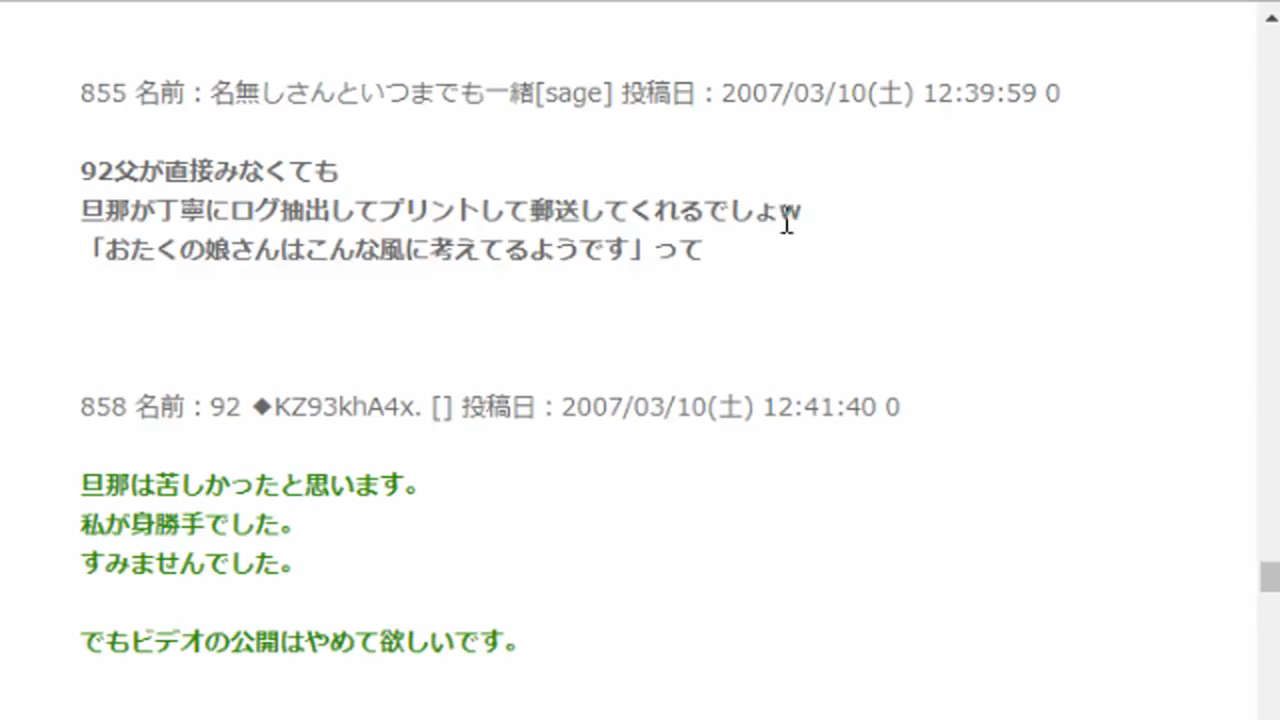 855 名前：名無しさんといつまでも一緒[sage] 投稿日：2007/03/10(土) 12:39:59 0
92父が直接みなくても
旦那が丁寧にログ抽出してプリントして郵送してくれるでしょw
「おたくの娘さんはこんな風に考えてるようです」って
858 名前：92 ◆KZ93khA4x. [] 投稿日：2007/03/10(土) 12:41:40 0
旦那は苦しかったと思います。
私が身勝手でした。
すみませんでした。
でもビデオの公開はやめて欲しいです。